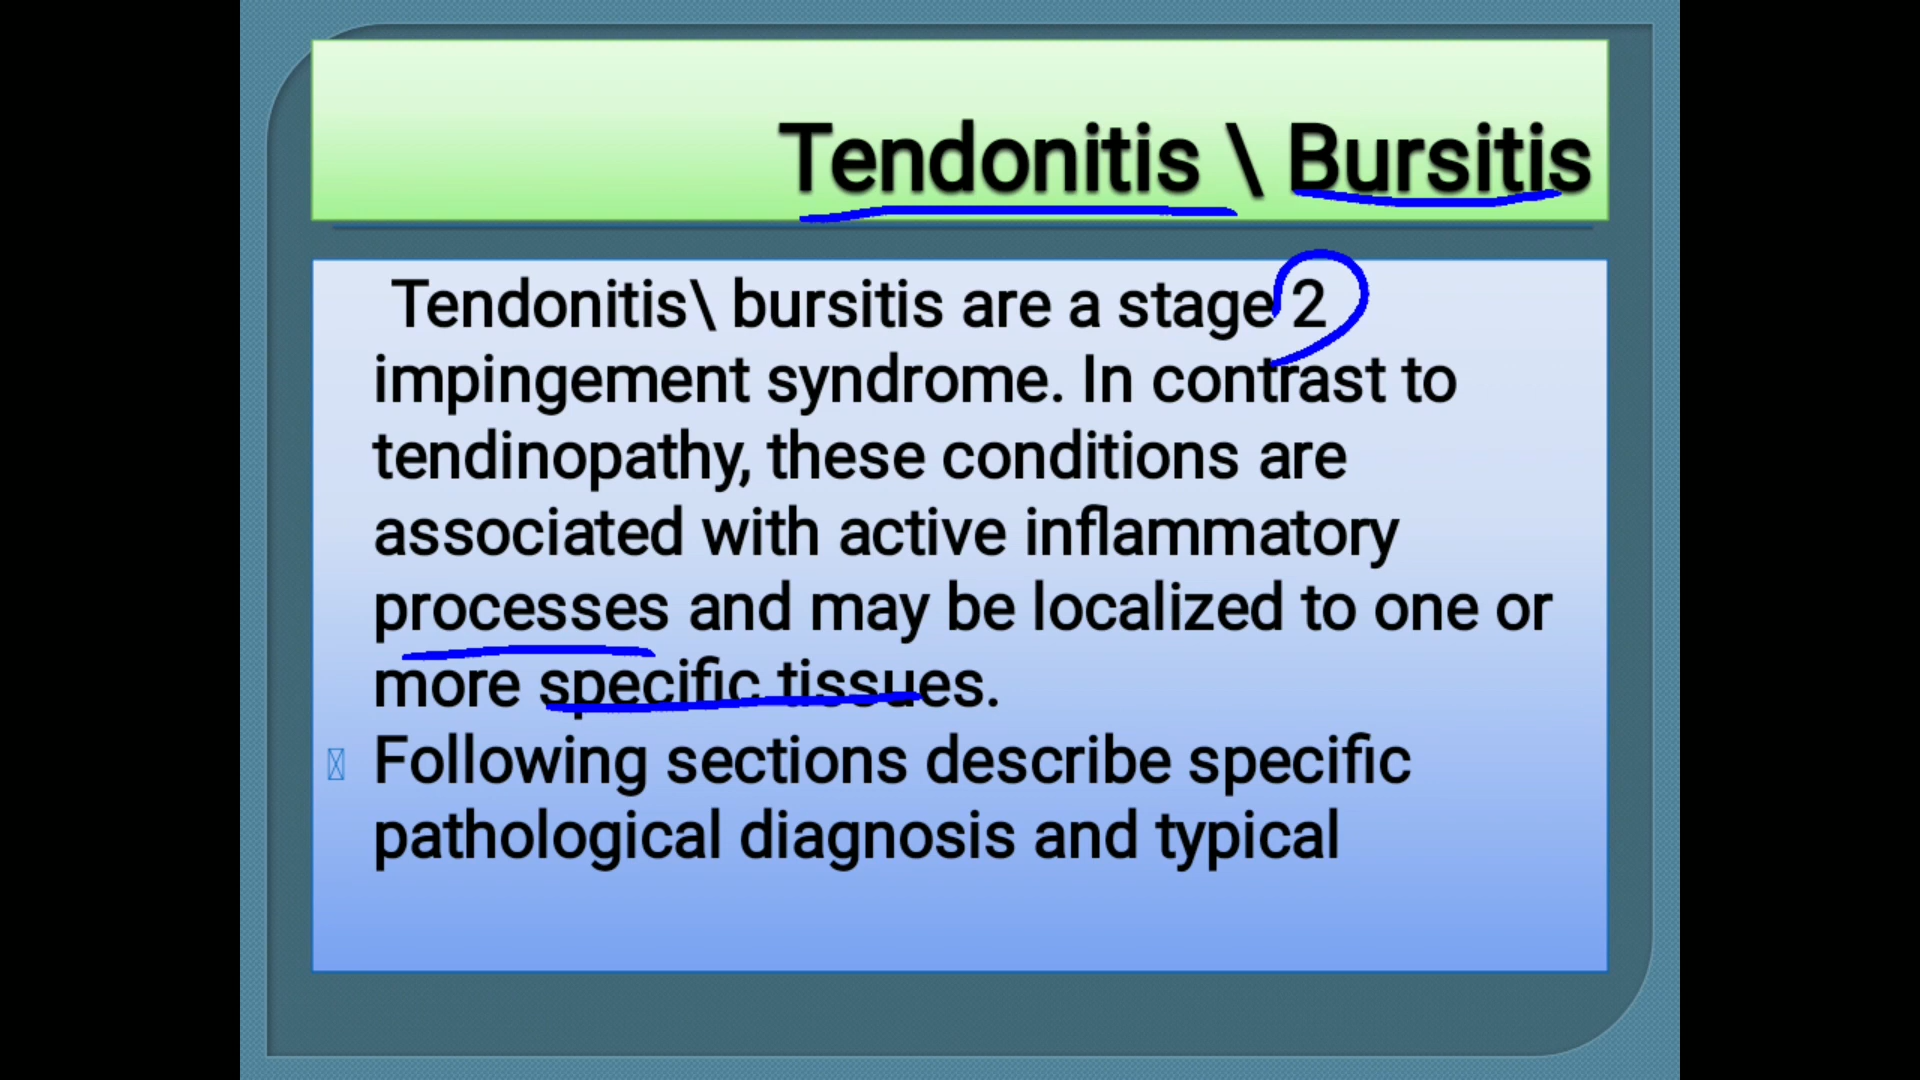 Tendonitis \ Bursitis
Tendonitis\ bursitis are a stage 2
impingement syndrome. In contrast to
tendinopathy, these conditions are
associated with active inflammatory
processes and may be localized to one or
more specific tissues.
Following sections describe specific
pathological diagnosis and typical